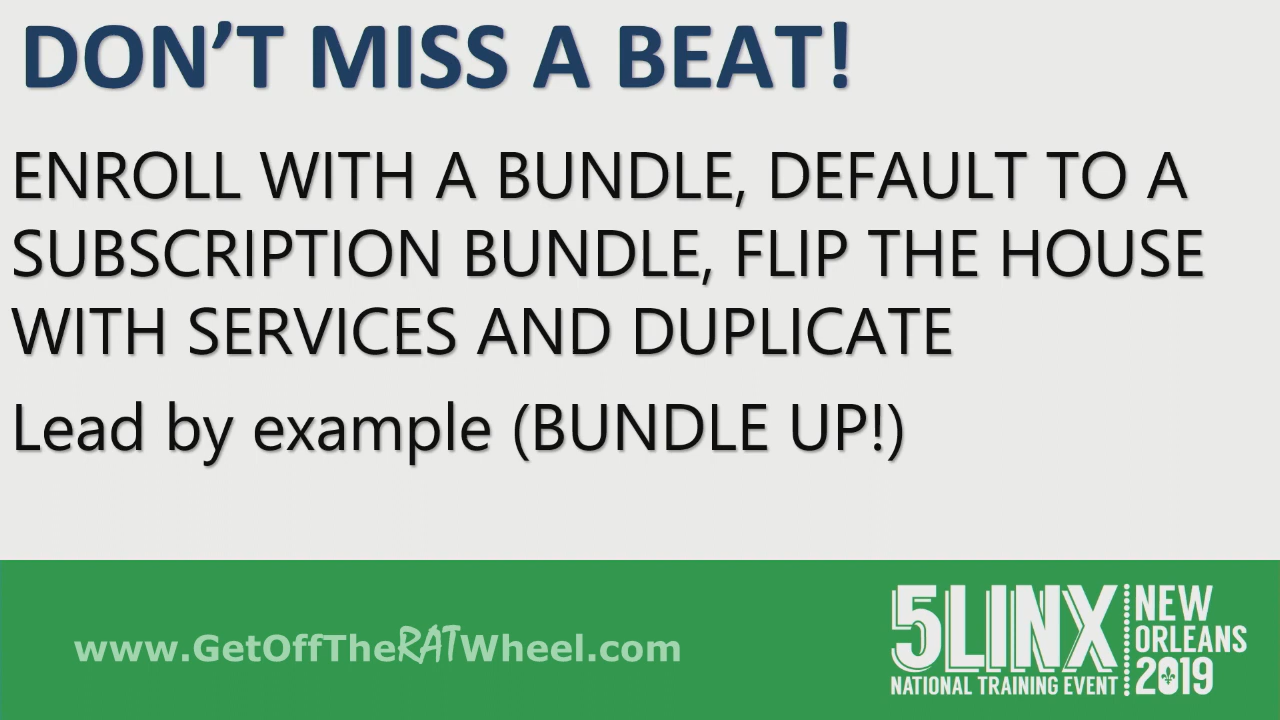 DON'T MISS A BEAT!
ENROLL WITH A BUNDLE, DEFAULT TO A
SUBSCRIPTION BUNDLE, FLIP THE HOUSE
WITH SERVICES AND DUPLICATE
Lead by example (BUNDLE UP!)
www.GetOffTheRATWheel.com
5LINX
NATIONAL TRAINING EVENT
NEW
ORLEANS
2019